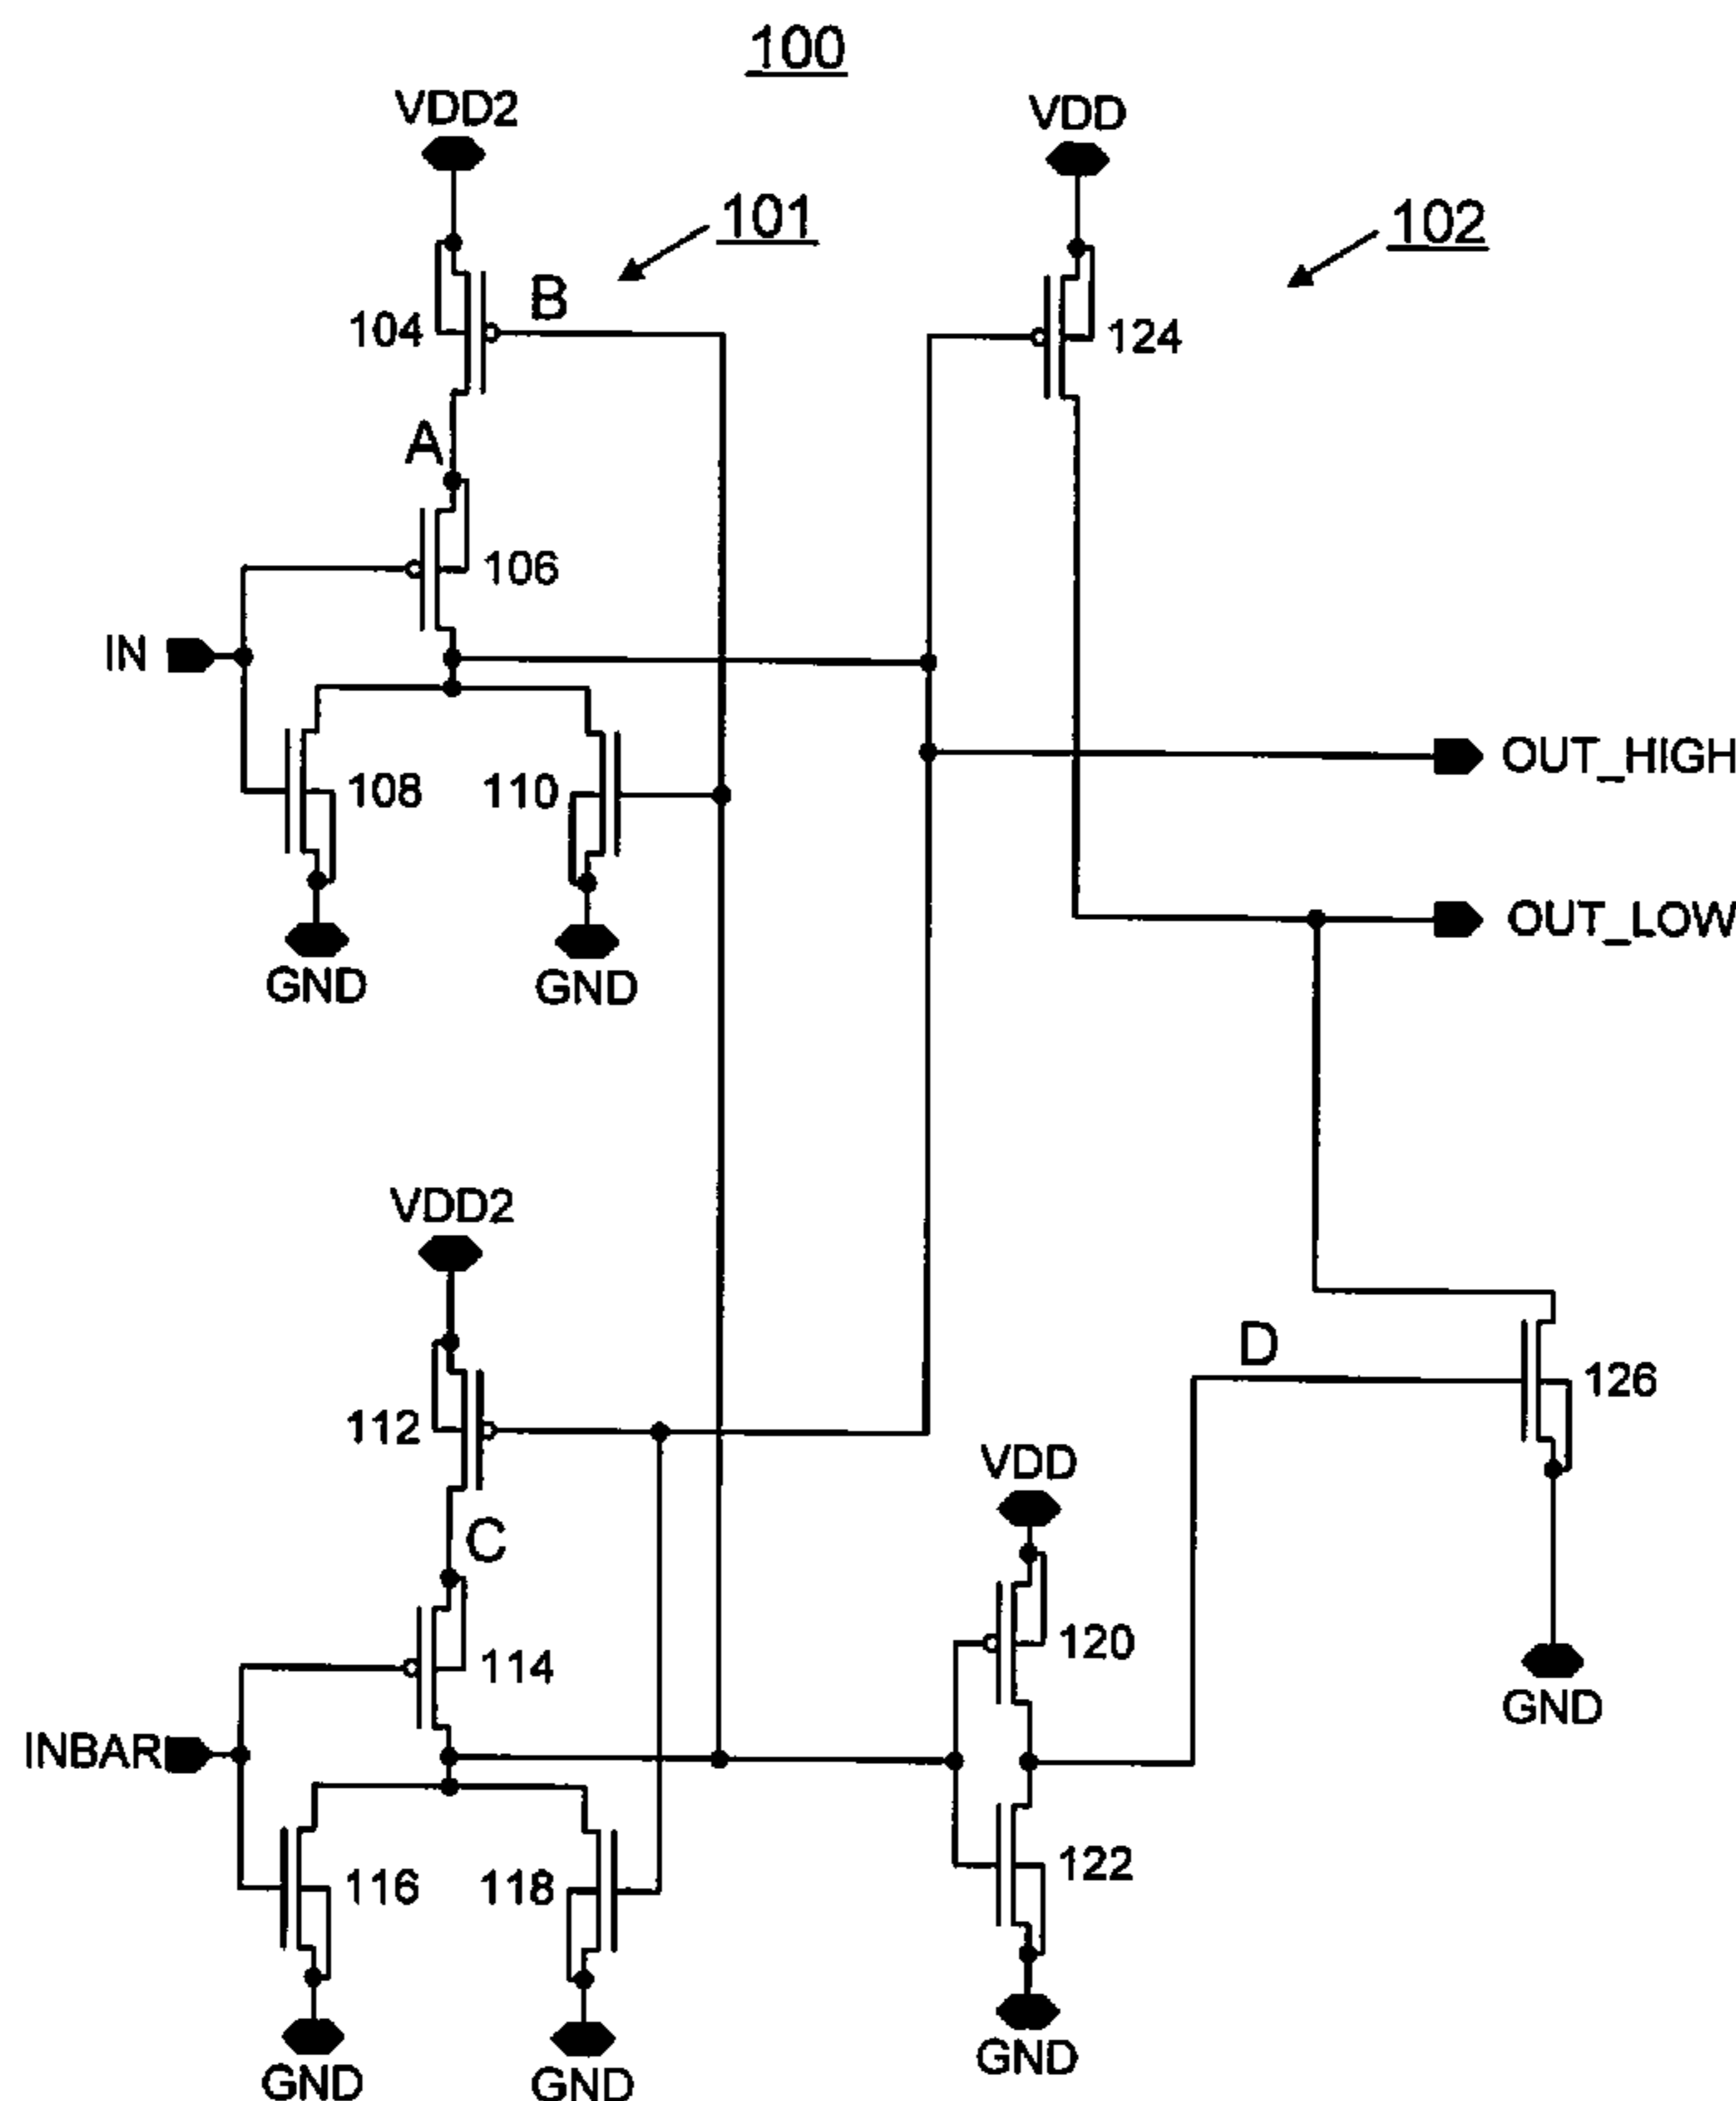 100
VDD2
VDD
101
102
B
104
124
A
106
IN
108
110
OUT_HIGH
OUT_LOW
GND
GND
VDD2
D
126
112
VDD
C
120
114
GND
INBAR
122
116
118
GND
GND
GND